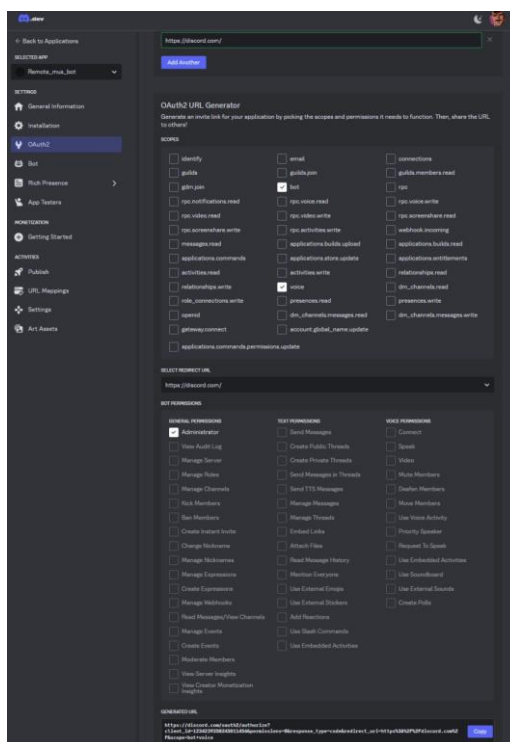 .dev
← Back to Applications
SELECTED APP
Remote_mua_bot
SETTINGS
General Information
Installation
OAuth2
Bot
Rich Presence
App Testers
MONETIZATION
Getting Started
ACTIVITIES
Publish
URL Mappings
Settings
Art Assets
https://discord.com/
Add Another
OAuth2 URL Generator
Generate an invite link for your application by picking the scopes and permissions it needs to function. Then, share the URL
to others!
SCOPES
identify email connections
guilds guilds.join guilds.members.read
gdm.join bot rpc
rpc.notifications.read rpc.voice.read rpc.voice.write
rpc.video.read rpc.video.write rpc.screenshare.read
rpc.screenshare.write rpc.activities.write webhook.incoming
messages.read applications.builds.upload applications.builds.read
applications.commands applications.store.update applications.entitlements
activities.read activities.write relationships.read
relationships.write voice dm_channels.read
role_connections.write presences.read presences.write
openid dm_channels.messages.read dm_channels.messages.write
gateway.connect account.global_name.update
applications.commands.permissions.update
SELECT REDIRECT URL
https://discord.com/
BOT PERMISSIONS
GENERAL PERMISSIONS TEXT PERMISSIONS VOICE PERMISSIONS
Administrator Send Messages Connect
View Audit Log Create Public Threads Speak
Manage Server Create Private Threads Video
Manage Roles Send Messages in Threads Mute Members
Manage Channels Send TTS Messages Deafen Members
Kick Members Manage Messages Move Members
Ban Members Manage Threads Use Voice Activity
Create Instant Invite Embed Links Priority Speaker
Change Nickname Attach Files Request To Speak
Manage Nicknames Read Message History Use Embedded Activities
Manage Expressions Mention Everyone Use Soundboard
Create Expressions Use External Emojis Use External Sounds
Manage Webhooks Use External Stickers Create Polls
Read Messages/View Channels Add Reactions
Manage Events Use Slash Commands
Create Events Use Embedded Activities
Moderate Members
View Server Insights
View Creator Monetization
Insights
GENERATED URL
https://discord.com/oauth2/authorize?
Copy